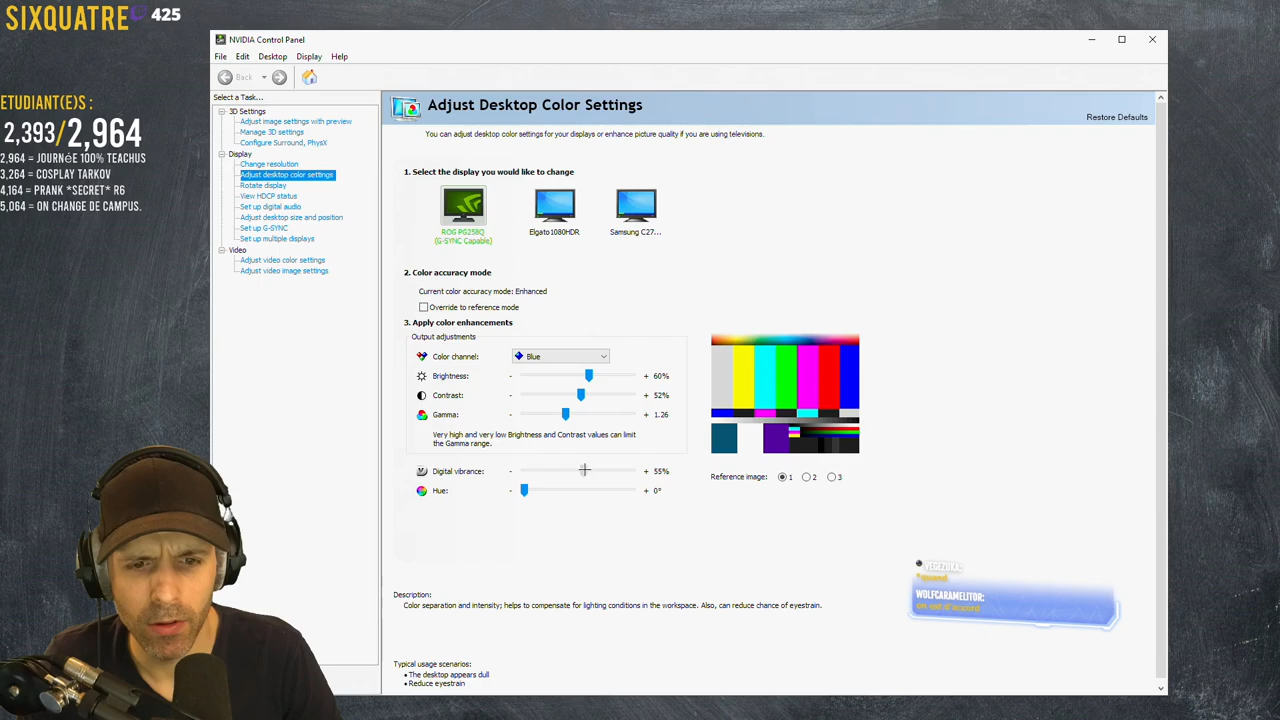 SIXQUATRE 425
ETUDIANT(E)S :
2,393/2,964
2,964 = JOURNÉE 100% TEACHUS
3,264 = COSPLAY TARKOV
4,164 = PRANK *SECRET* R6
5,064 = ON CHANGE DE CAMPUS.
NVIDIA Control Panel
File Edit Desktop Display Help
Back
Select a Task...
3D Settings
Adjust image settings with preview
Manage 3D settings
Configure Surround, PhysX
Display
Change resolution
Adjust desktop color settings
Rotate display
View HDCP status
Set up digital audio
Adjust desktop size and position
Set up G-SYNC
Set up multiple displays
Video
Adjust video color settings
Adjust video image settings
Adjust Desktop Color Settings
Restore Defaults
You can adjust desktop color settings for your displays or enhance picture quality if you are using televisions.
1. Select the display you would like to change
ROG PG258Q
(G-SYNC Capable)
Elgato1080HDR
Samsung C27...
2. Color accuracy mode
Current color accuracy mode: Enhanced
Override to reference mode
3. Apply color enhancements
Output adjustments
Color channel: Blue
Brightness: - + 60%
Contrast: - + 52%
Gamma: - + 1.26
Very high and very low Brightness and Contrast values can limit
the Gamma range.
Digital vibrance: - + 55%
Hue: - + 0°
Reference image: 1 2 3
*quand
WOLFCARAMELITOR:
on est d'accord
Description:
Color separation and intensity; helps to compensate for lighting conditions in the workspace. Also, can reduce chance of eyestrain.
Typical usage scenarios:
• The desktop appears dull
• Reduce eyestrain